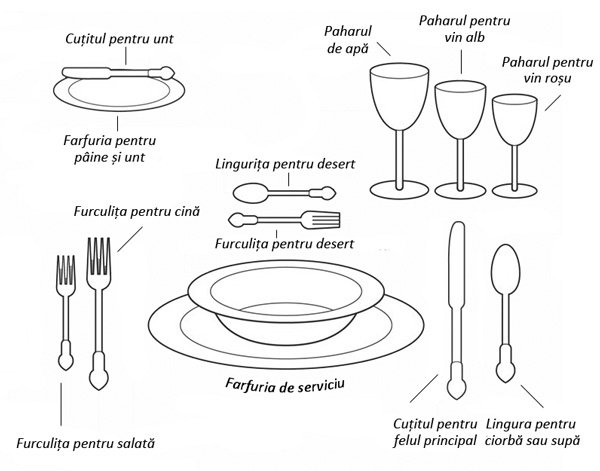 Cuțitul pentru unt
Farfuria pentru
pâine și unt
Paharul
de apă
Paharul pentru
vin alb
Paharul pentru
vin roșu
Lingurița pentru desert
Furculița pentru desert
Furculița pentru cină
Furculița pentru salată
Farfuria de serviciu
Cuțitul pentru
felul principal
Lingura pentru
ciorbă sau supă